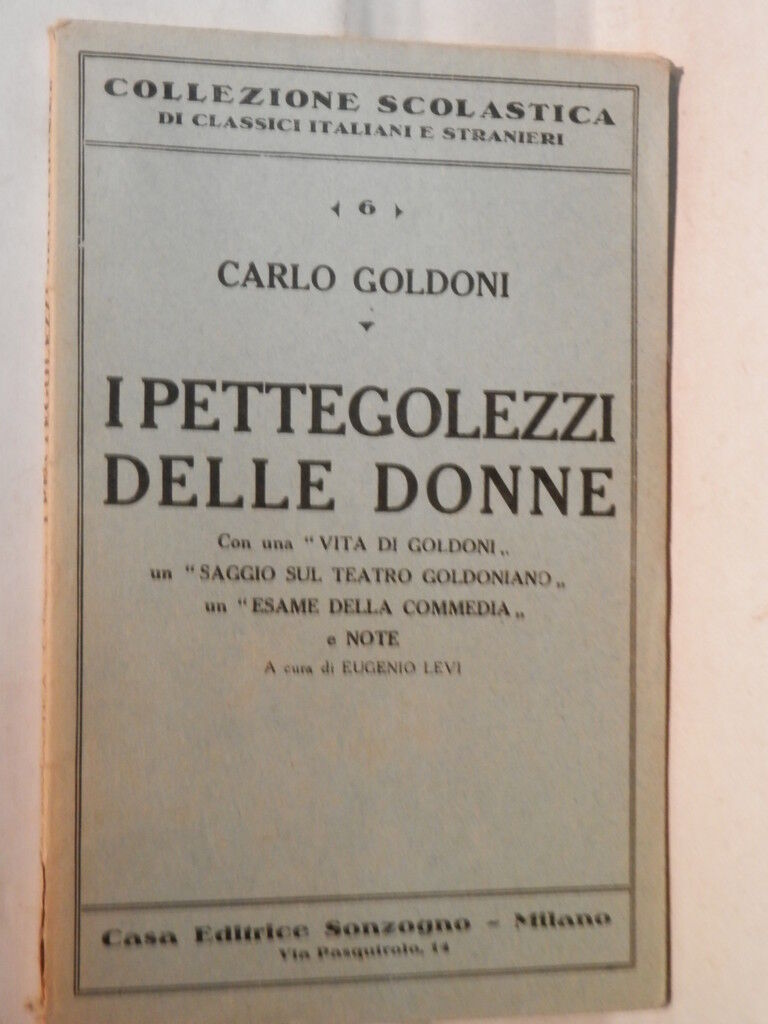 COLLEZIONE SCOLASTICA
DI CLASSICI ITALIANI E STRANIERI
6
CARLO GOLDONI
I PETTEGOLEZZI
DELLE DONNE
Con una “VITA DI GOLDONI„
un “SAGGIO SUL TEATRO GOLDONIANO„
un “ESAME DELLA COMMEDIA„
e NOTE
A cura di EUGENIO LEVI
Casa Editrice Sonzogno - Milano
Via Pasquirolo, 14